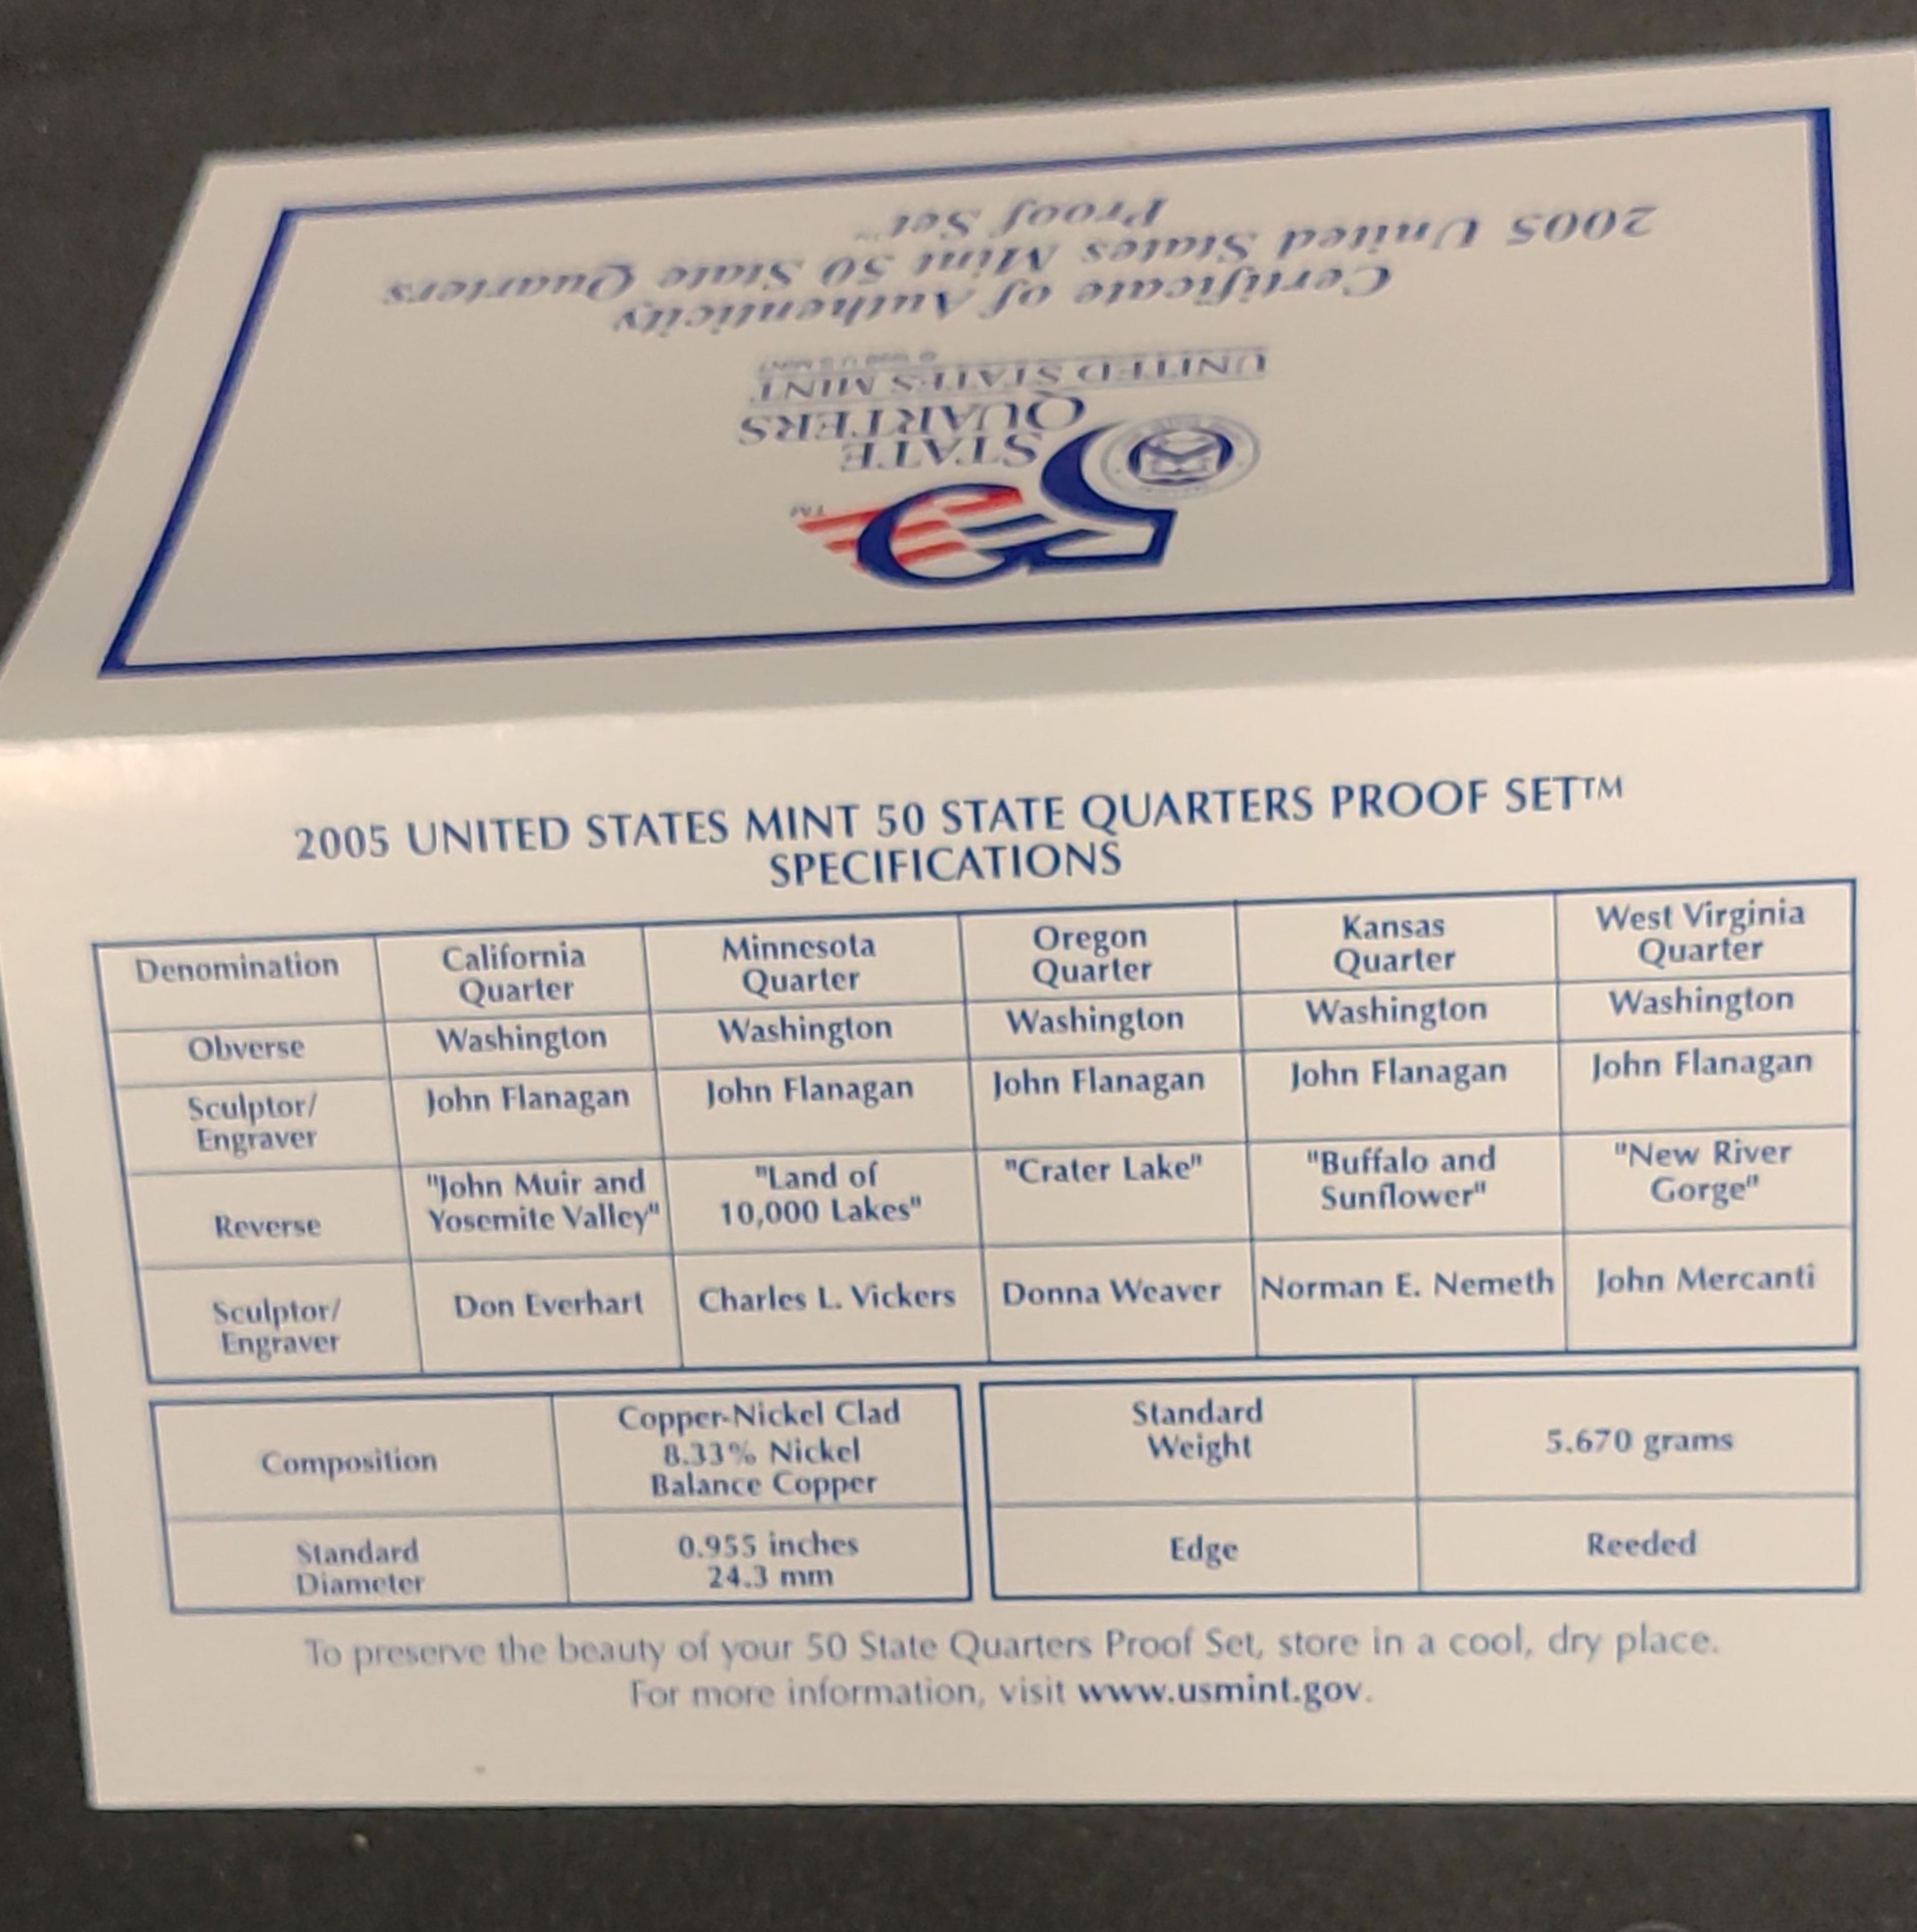 2005 United States Mint 50 State Quarters
Proof Set™
Certificate of Authenticity
50
STATE
QUARTERS
UNITED STATES MINT
TM
2005 UNITED STATES MINT 50 STATE QUARTERS PROOF SET™
SPECIFICATIONS
Denomination California Quarter Minnesota Quarter Oregon Quarter Kansas Quarter West Virginia Quarter
Obverse Washington Washington Washington Washington Washington
Sculptor/ Engraver John Flanagan John Flanagan John Flanagan John Flanagan John Flanagan
Reverse "John Muir and Yosemite Valley" "Land of 10,000 Lakes" "Crater Lake" "Buffalo and Sunflower" "New River Gorge"
Sculptor/ Engraver Don Everhart Charles L. Vickers Donna Weaver Norman E. Nemeth John Mercanti
Composition Copper-Nickel Clad 8.33% Nickel Balance Copper
Standard Diameter 0.955 inches 24.3 mm
Standard Weight 5.670 grams
Edge Reeded
To preserve the beauty of your 50 State Quarters Proof Set, store in a cool, dry place.
For more information, visit www.usmint.gov.